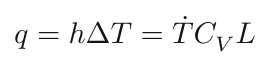 q = hΔT = ṪC_V L